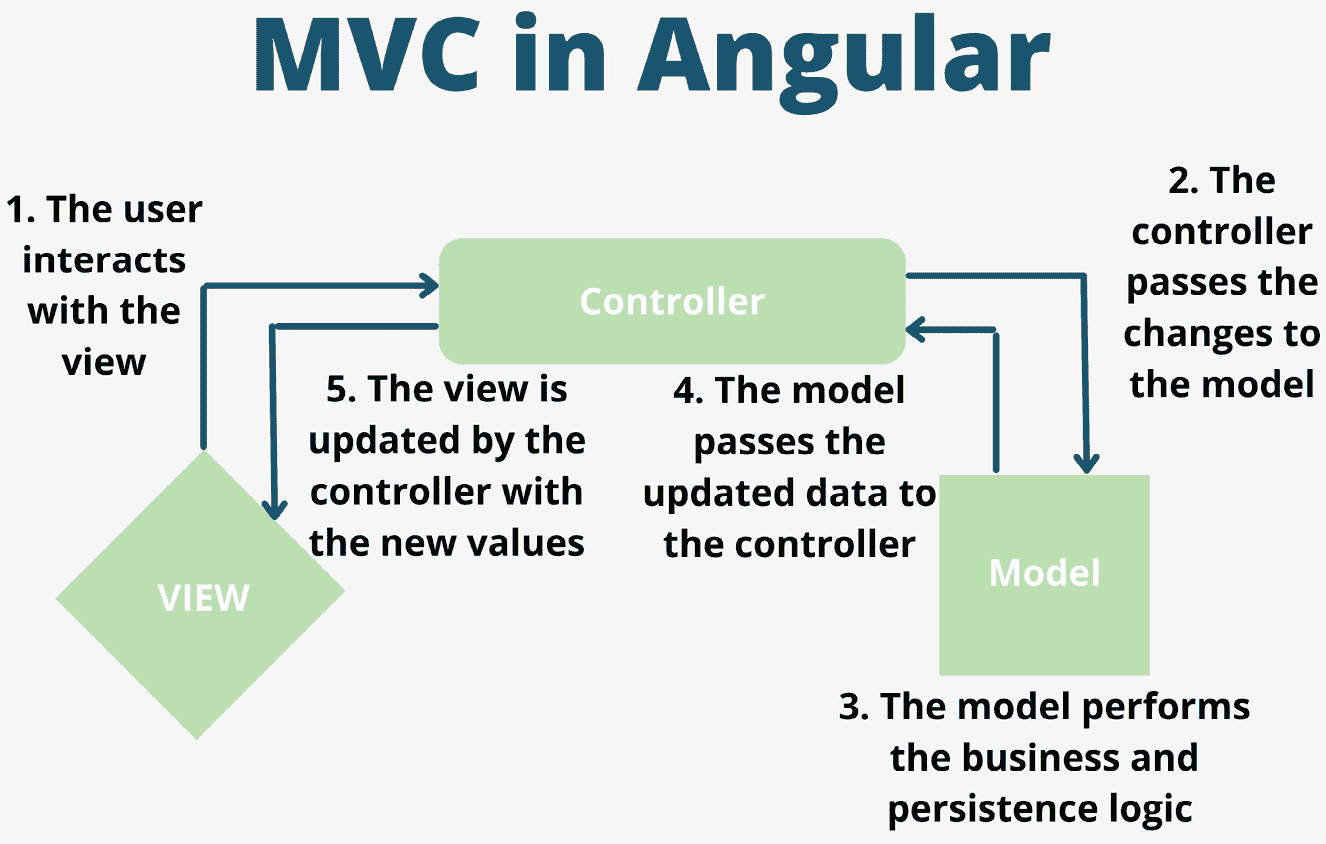 MVC in Angular
1. The user
interacts
with the
view
2. The
controller
passes the
changes to
the model
Controller
5. The view is
updated by the
controller with
the new values
4. The model
passes the
updated data to
the controller
VIEW
Model
3. The model performs
the business and
persistence logic